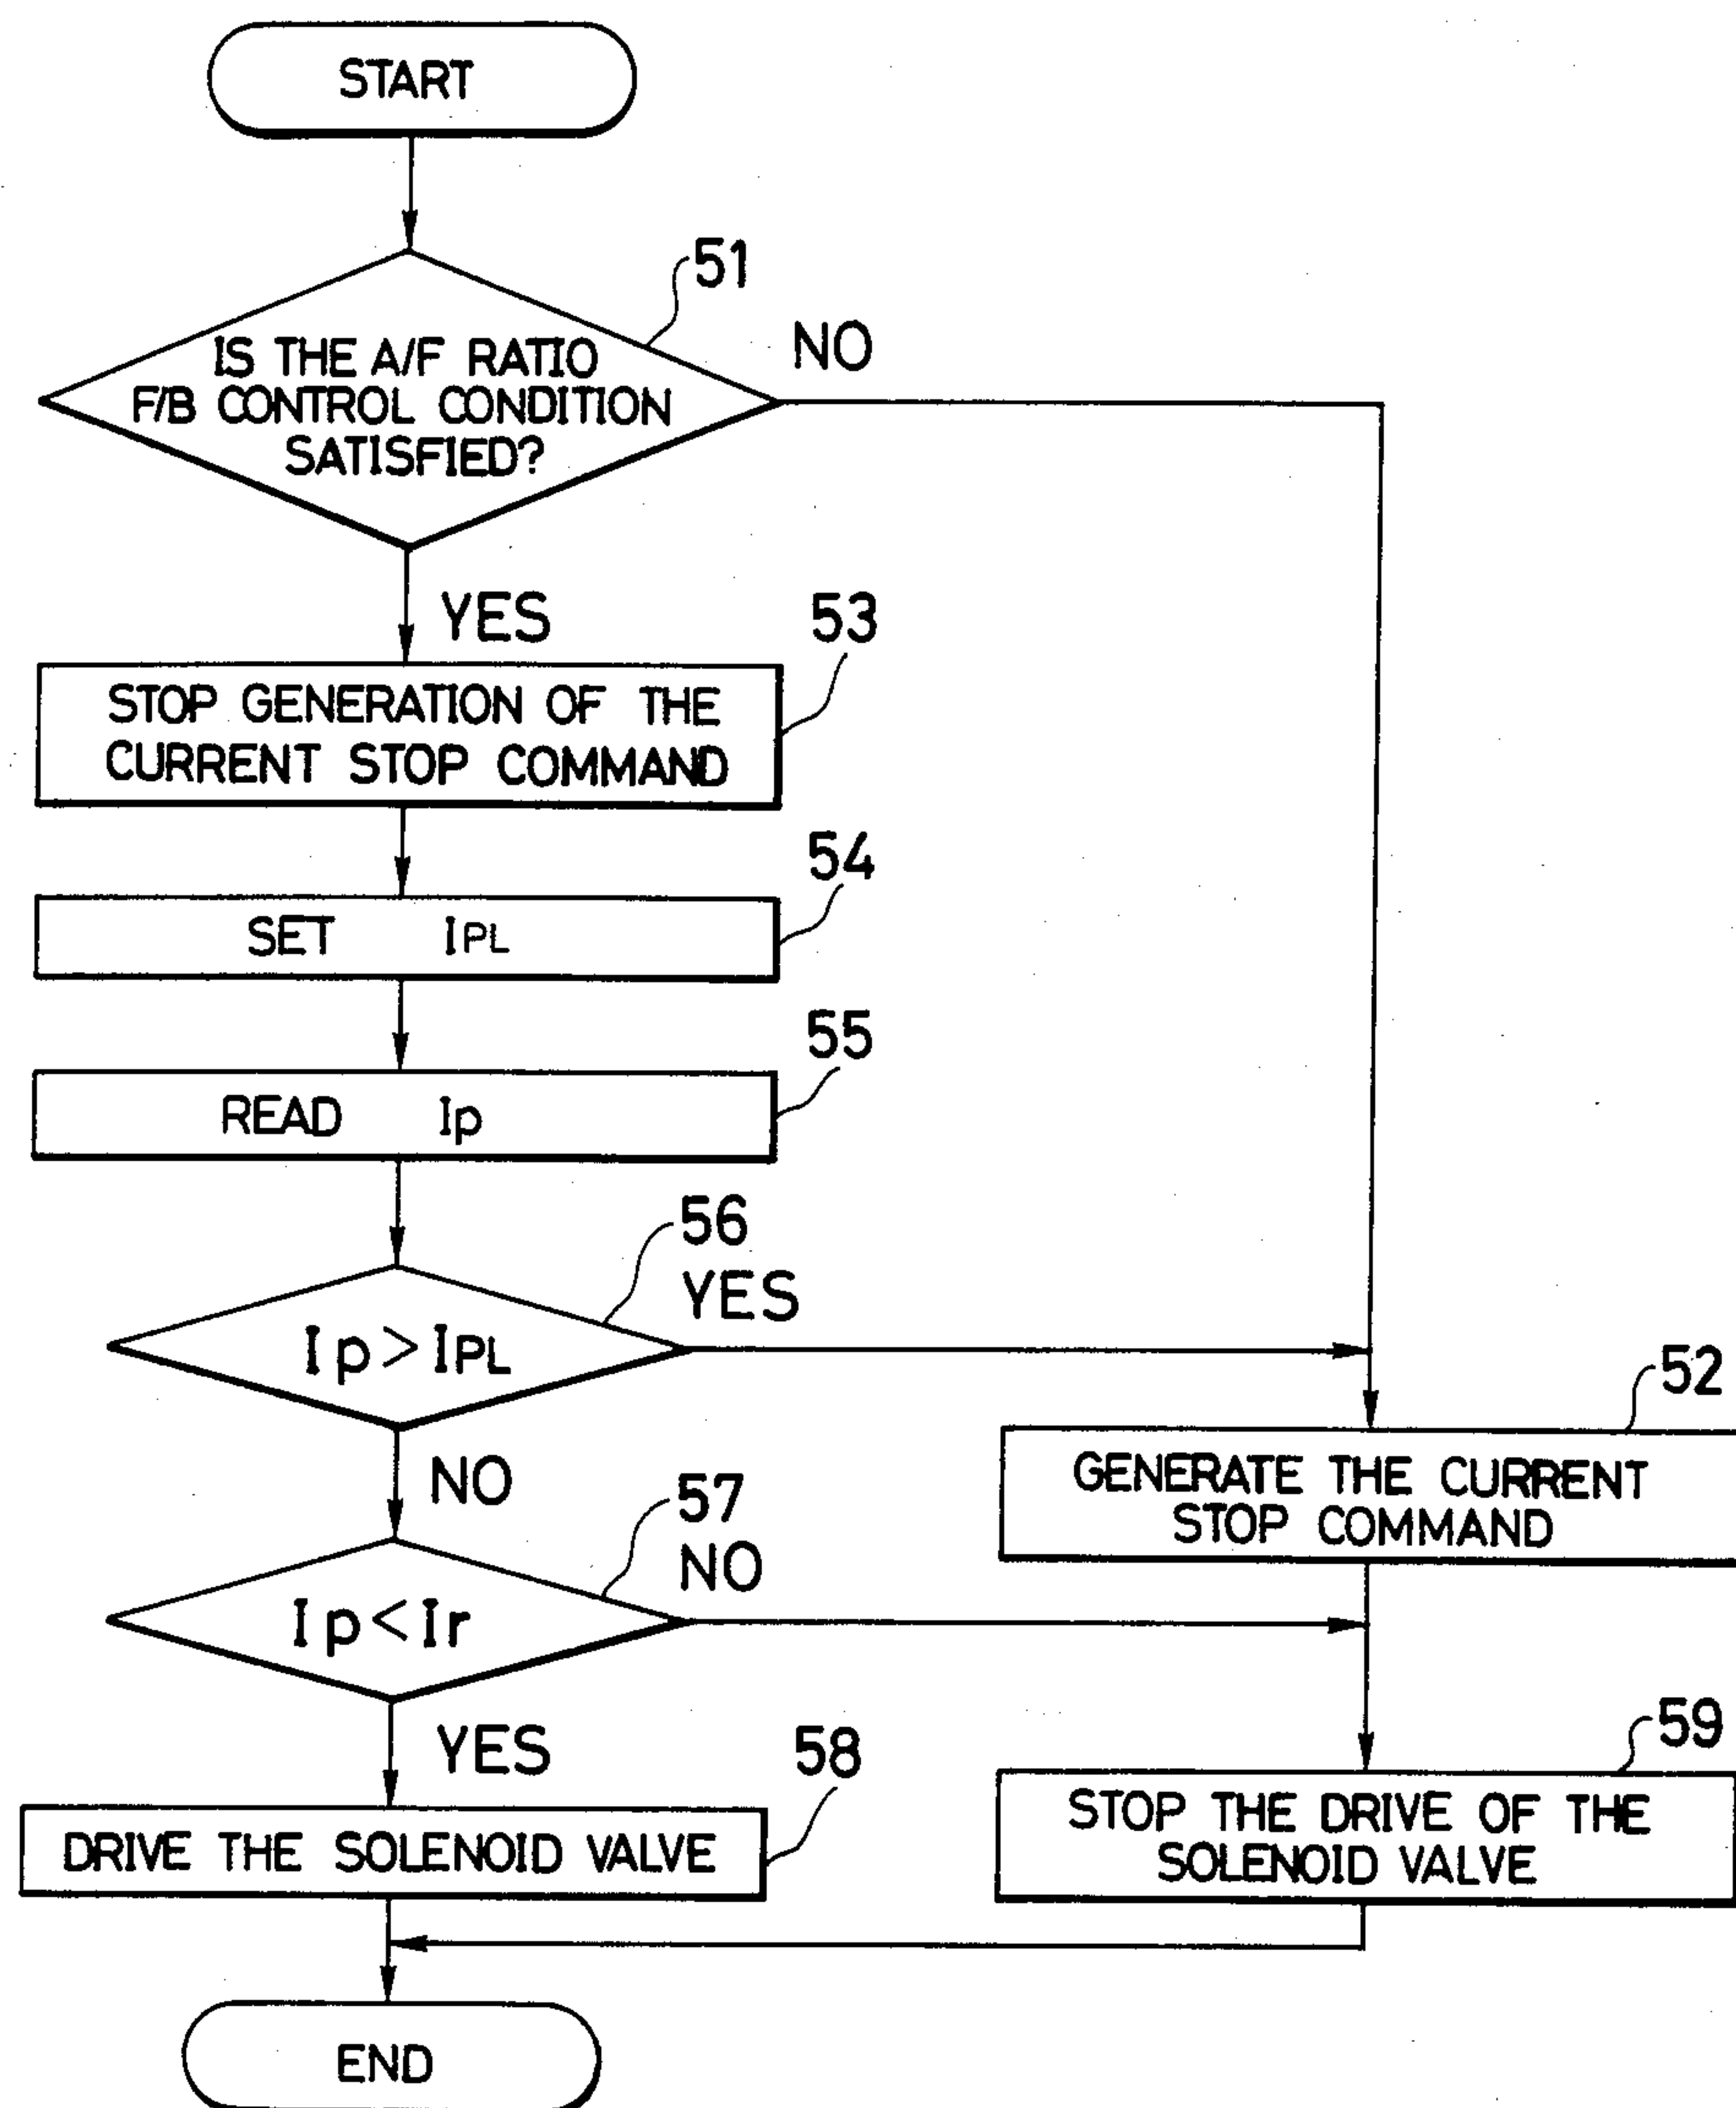 START
51
NO
IS THE A/F RATIO
F/B CONTROL CONDITION
SATISFIED?
YES
53
STOP GENERATION OF THE
CURRENT STOP COMMAND
54
SET IPL
55
READ Ip
56
YES
Ip>IPL
52
GENERATE THE CURRENT
STOP COMMAND
NO
57
NO
Ip<Ir
YES
58
59
DRIVE THE SOLENOID VALVE
STOP THE DRIVE OF THE
SOLENOID VALVE
END